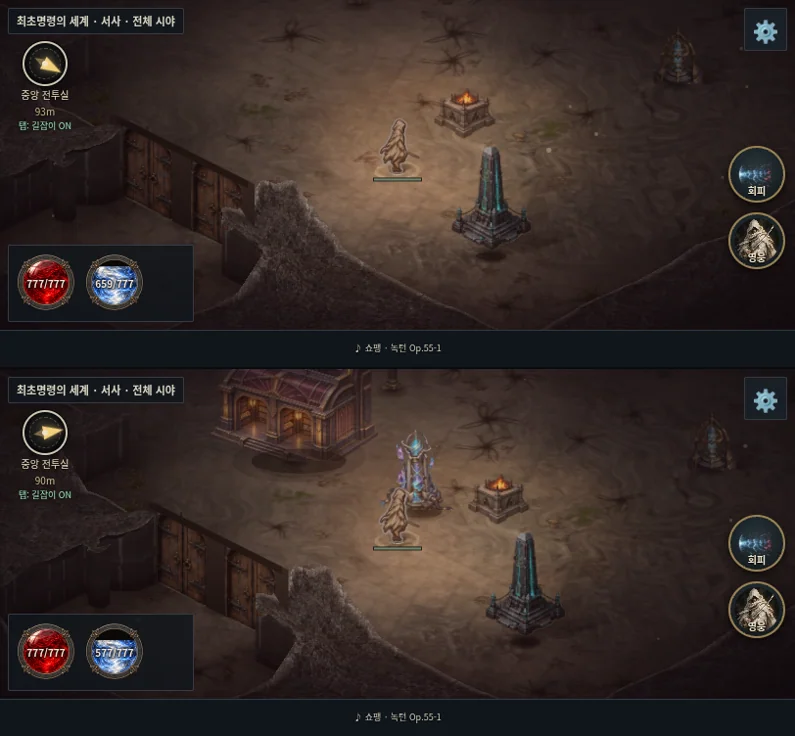 최초명령의 세계 · 서사 · 전체 시야
중앙 전투실
93m
탭: 길잡이 ON
회피
영웅
777/777
659/777
♪ 쇼팽 · 녹턴 Op.55-1
최초명령의 세계 · 서사 · 전체 시야
중앙 전투실
90m
탭: 길잡이 ON
회피
영웅
777/777
577/777
♪ 쇼팽 · 녹턴 Op.55-1